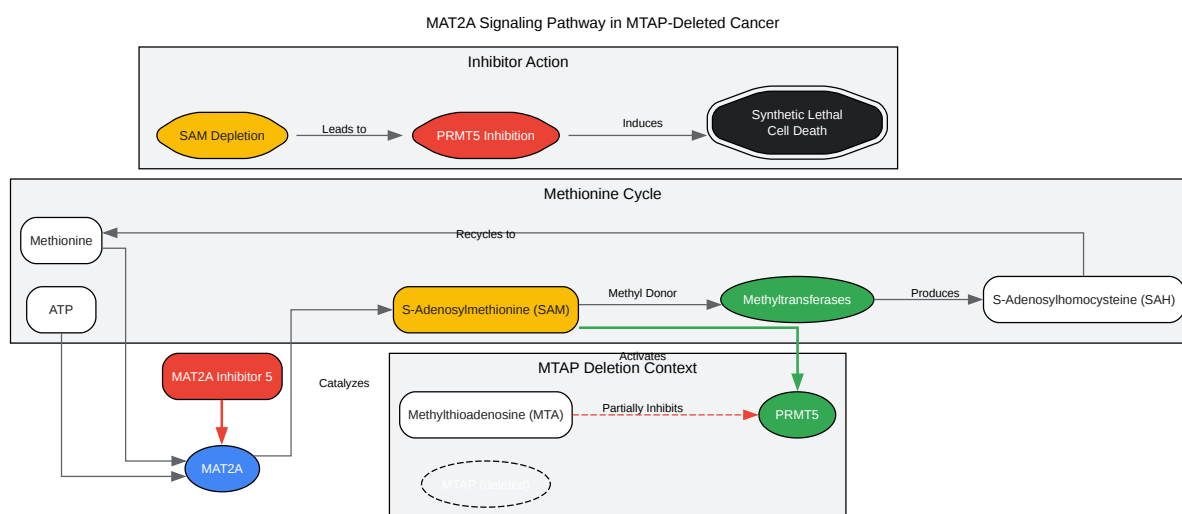 MAT2A Signaling Pathway in MTAP-Deleted Cancer
Inhibitor Action
SAM Depletion
Leads to
PRMT5 Inhibition
Induces
Synthetic Lethal
Cell Death
Methionine Cycle
Methionine
Recycles to
ATP
S-Adenosylmethionine (SAM)
Methyl Donor
Methyltransferases
Produces
S-Adenosylhomocysteine (SAH)
MAT2A Inhibitor 5
Catalyzes
Activates
MTAP Deletion Context
Methylthioadenosine (MTA)
Partially Inhibits
PRMT5
MAT2A
MTAP (deleted)